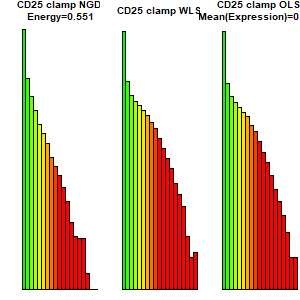 CD25 clamp NGD
Energy=0.551
CD25 clamp WLS
CD25 clamp OLS
Mean(Expression)=0